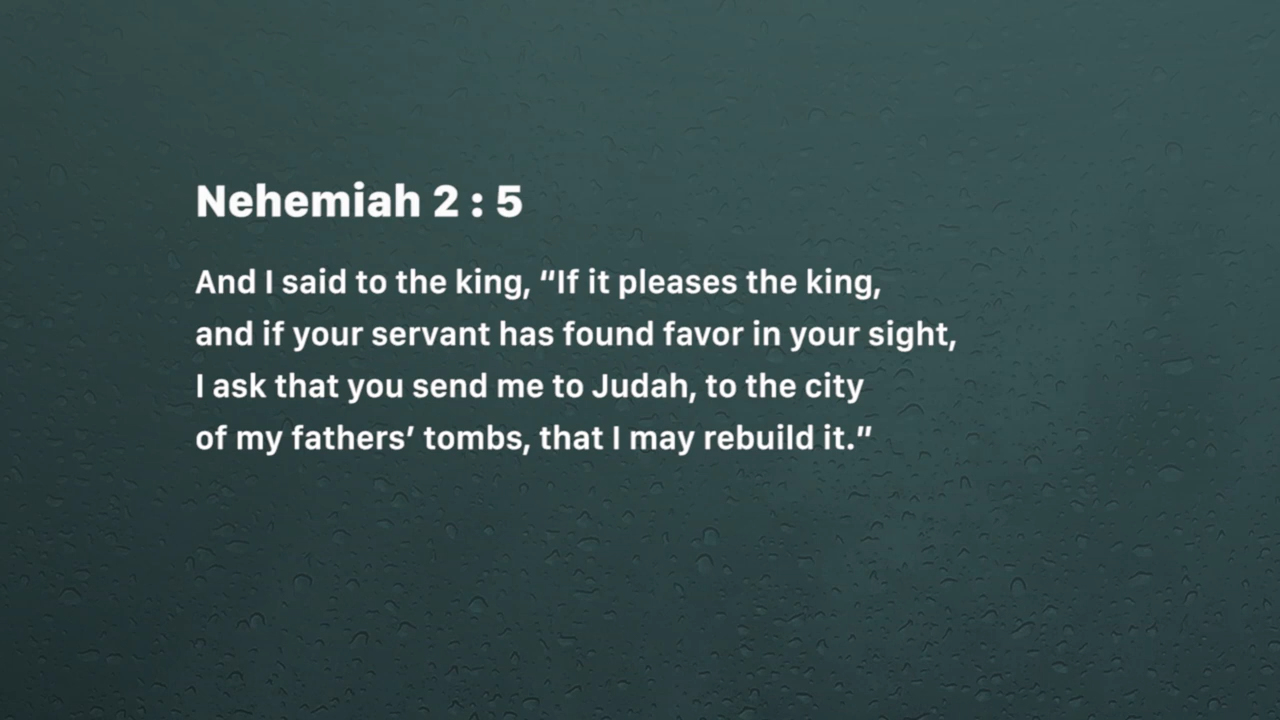 Nehemiah 2 : 5
And I said to the king, “If it pleases the king,
and if your servant has found favor in your sight,
I ask that you send me to Judah, to the city
of my fathers’ tombs, that I may rebuild it.”